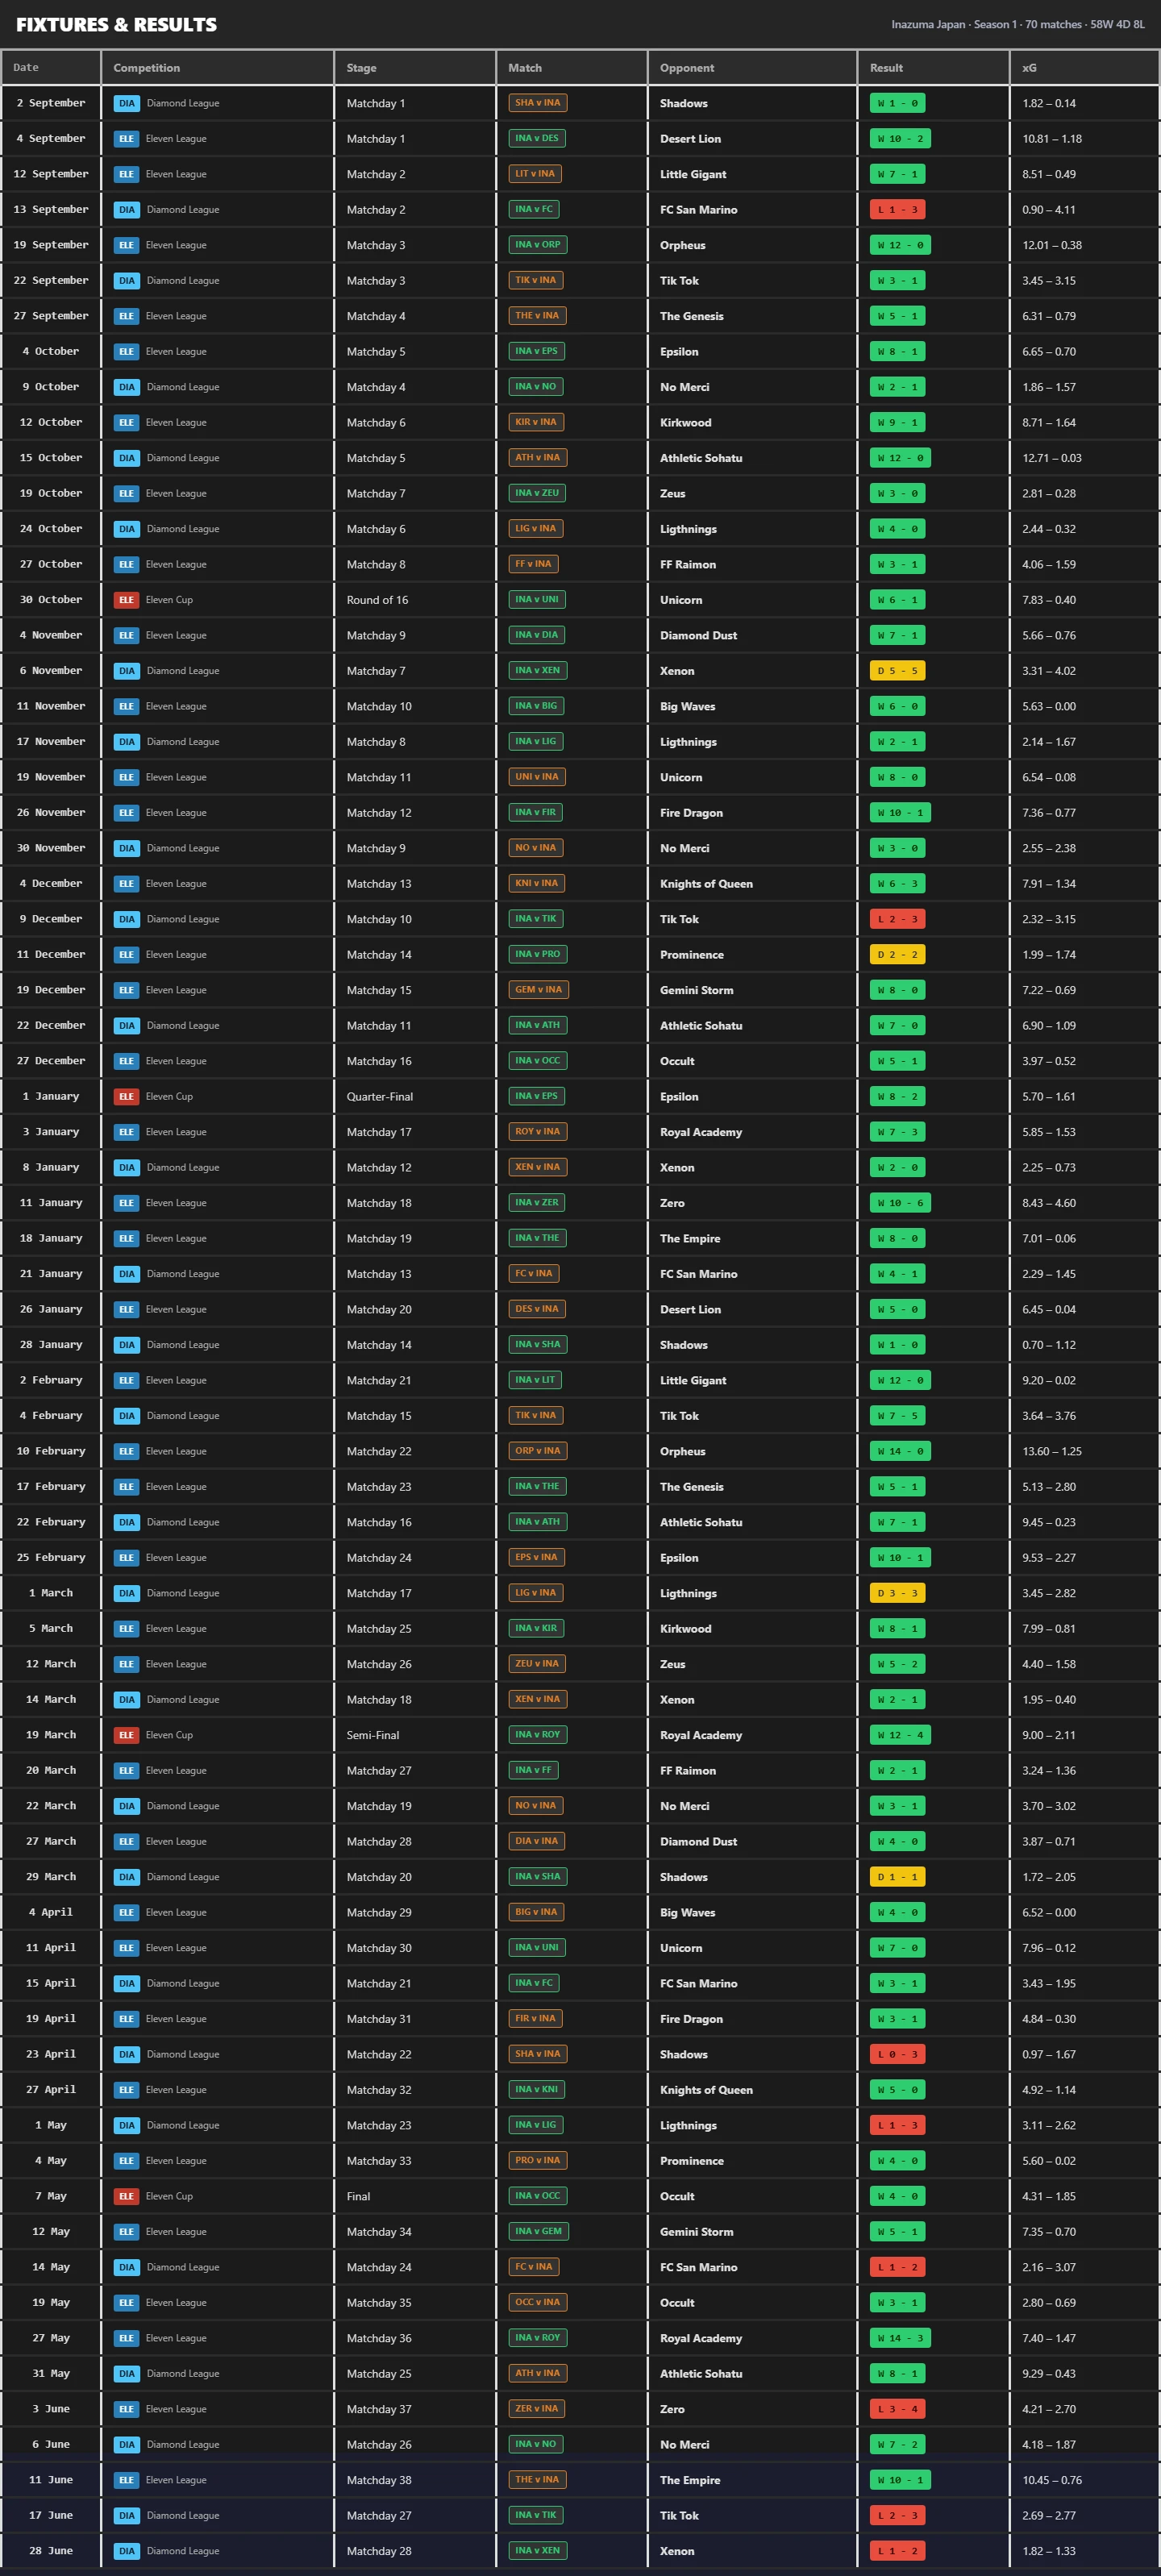 FIXTURES & RESULTS Inazuma Japan · Season 1 · 70 matches · 58W 4D 8L
Date Competition Stage Match Opponent Result xG
2 September DIA Diamond League Matchday 1 SHA v INA Shadows W 1 - 0 1.82 – 0.14
4 September ELE Eleven League Matchday 1 INA v DES Desert Lion W 10 - 2 10.81 – 1.18
12 September ELE Eleven League Matchday 2 LIT v INA Little Gigant W 7 - 1 8.51 – 0.49
13 September DIA Diamond League Matchday 2 INA v FC FC San Marino L 1 - 3 0.90 – 4.11
19 September ELE Eleven League Matchday 3 INA v ORP Orpheus W 12 - 0 12.01 – 0.38
22 September DIA Diamond League Matchday 3 TIK v INA Tik Tok W 3 - 1 3.45 – 3.15
27 September ELE Eleven League Matchday 4 THE v INA The Genesis W 5 - 1 6.31 – 0.79
4 October ELE Eleven League Matchday 5 INA v EPS Epsilon W 8 - 1 6.65 – 0.70
9 October DIA Diamond League Matchday 4 INA v NO No Merci W 2 - 1 1.86 – 1.57
12 October ELE Eleven League Matchday 6 KIR v INA Kirkwood W 9 - 1 8.71 – 1.64
15 October DIA Diamond League Matchday 5 ATH v INA Athletic Sohatu W 12 - 0 12.71 – 0.03
19 October ELE Eleven League Matchday 7 INA v ZEU Zeus W 3 - 0 2.81 – 0.28
24 October DIA Diamond League Matchday 6 LIG v INA Ligthnings W 4 - 0 2.44 – 0.32
27 October ELE Eleven League Matchday 8 FF v INA FF Raimon W 3 - 1 4.06 – 1.59
30 October ELE Eleven Cup Round of 16 INA v UNI Unicorn W 6 - 1 7.83 – 0.40
4 November ELE Eleven League Matchday 9 INA v DIA Diamond Dust W 7 - 1 5.66 – 0.76
6 November DIA Diamond League Matchday 7 INA v XEN Xenon D 5 - 5 3.31 – 4.02
11 November ELE Eleven League Matchday 10 INA v BIG Big Waves W 6 - 0 5.63 – 0.00
17 November DIA Diamond League Matchday 8 INA v LIG Ligthnings W 2 - 1 2.14 – 1.67
19 November ELE Eleven League Matchday 11 UNI v INA Unicorn W 8 - 0 6.54 – 0.08
26 November ELE Eleven League Matchday 12 INA v FIR Fire Dragon W 10 - 1 7.36 – 0.77
30 November DIA Diamond League Matchday 9 NO v INA No Merci W 3 - 0 2.55 – 2.38
4 December ELE Eleven League Matchday 13 KNI v INA Knights of Queen W 6 - 3 7.91 – 1.34
9 December DIA Diamond League Matchday 10 INA v TIK Tik Tok L 2 - 3 2.32 – 3.15
11 December ELE Eleven League Matchday 14 INA v PRO Prominence D 2 - 2 1.99 – 1.74
19 December ELE Eleven League Matchday 15 GEM v INA Gemini Storm W 8 - 0 7.22 – 0.69
22 December DIA Diamond League Matchday 11 INA v ATH Athletic Sohatu W 7 - 0 6.90 – 1.09
27 December ELE Eleven League Matchday 16 INA v OCC Occult W 5 - 1 3.97 – 0.52
1 January ELE Eleven Cup Quarter-Final INA v EPS Epsilon W 8 - 2 5.70 – 1.61
3 January ELE Eleven League Matchday 17 ROY v INA Royal Academy W 7 - 3 5.85 – 1.53
8 January DIA Diamond League Matchday 12 XEN v INA Xenon W 2 - 0 2.25 – 0.73
11 January ELE Eleven League Matchday 18 INA v ZER Zero W 10 - 6 8.43 – 4.60
18 January ELE Eleven League Matchday 19 INA v THE The Empire W 8 - 0 7.01 – 0.06
21 January DIA Diamond League Matchday 13 FC v INA FC San Marino W 4 - 1 2.29 – 1.45
26 January ELE Eleven League Matchday 20 DES v INA Desert Lion W 5 - 0 6.45 – 0.04
28 January DIA Diamond League Matchday 14 INA v SHA Shadows W 1 - 0 0.70 – 1.12
2 February ELE Eleven League Matchday 21 INA v LIT Little Gigant W 12 - 0 9.20 – 0.02
4 February DIA Diamond League Matchday 15 TIK v INA Tik Tok W 7 - 5 3.64 – 3.76
10 February ELE Eleven League Matchday 22 ORP v INA Orpheus W 14 - 0 13.60 – 1.25
17 February ELE Eleven League Matchday 23 INA v THE The Genesis W 5 - 1 5.13 – 2.80
22 February DIA Diamond League Matchday 16 INA v ATH Athletic Sohatu W 7 - 1 9.45 – 0.23
25 February ELE Eleven League Matchday 24 EPS v INA Epsilon W 10 - 1 9.53 – 2.27
1 March DIA Diamond League Matchday 17 LIG v INA Ligthnings D 3 - 3 3.45 – 2.82
5 March ELE Eleven League Matchday 25 INA v KIR Kirkwood W 8 - 1 7.99 – 0.81
12 March ELE Eleven League Matchday 26 ZEU v INA Zeus W 5 - 2 4.40 – 1.58
14 March DIA Diamond League Matchday 18 XEN v INA Xenon W 2 - 1 1.95 – 0.40
19 March ELE Eleven Cup Semi-Final INA v ROY Royal Academy W 12 - 4 9.00 – 2.11
20 March ELE Eleven League Matchday 27 INA v FF FF Raimon W 2 - 1 3.24 – 1.36
22 March DIA Diamond League Matchday 19 NO v INA No Merci W 3 - 1 3.70 – 3.02
27 March ELE Eleven League Matchday 28 DIA v INA Diamond Dust W 4 - 0 3.87 – 0.71
29 March DIA Diamond League Matchday 20 INA v SHA Shadows D 1 - 1 1.72 – 2.05
4 April ELE Eleven League Matchday 29 BIG v INA Big Waves W 4 - 0 6.52 – 0.00
11 April ELE Eleven League Matchday 30 INA v UNI Unicorn W 7 - 0 7.96 – 0.12
15 April DIA Diamond League Matchday 21 INA v FC FC San Marino W 3 - 1 3.43 – 1.95
19 April ELE Eleven League Matchday 31 FIR v INA Fire Dragon W 3 - 1 4.84 – 0.30
23 April DIA Diamond League Matchday 22 SHA v INA Shadows L 0 - 3 0.97 – 1.67
27 April ELE Eleven League Matchday 32 INA v KNI Knights of Queen W 5 - 0 4.92 – 1.14
1 May DIA Diamond League Matchday 23 INA v LIG Ligthnings L 1 - 3 3.11 – 2.62
4 May ELE Eleven League Matchday 33 PRO v INA Prominence W 4 - 0 5.60 – 0.02
7 May ELE Eleven Cup Final INA v OCC Occult W 4 - 0 4.31 – 1.85
12 May ELE Eleven League Matchday 34 INA v GEM Gemini Storm W 5 - 1 7.35 – 0.70
14 May DIA Diamond League Matchday 24 FC v INA FC San Marino L 1 - 2 2.16 – 3.07
19 May ELE Eleven League Matchday 35 OCC v INA Occult W 3 - 1 2.80 – 0.69
27 May ELE Eleven League Matchday 36 INA v ROY Royal Academy W 14 - 3 7.40 – 1.47
31 May DIA Diamond League Matchday 25 ATH v INA Athletic Sohatu W 8 - 1 9.29 – 0.43
3 June ELE Eleven League Matchday 37 ZER v INA Zero L 3 - 4 4.21 – 2.70
6 June DIA Diamond League Matchday 26 INA v NO No Merci W 7 - 2 4.18 – 1.87
11 June ELE Eleven League Matchday 38 THE v INA The Empire W 10 - 1 10.45 – 0.76
17 June DIA Diamond League Matchday 27 INA v TIK Tik Tok L 2 - 3 2.69 – 2.77
28 June DIA Diamond League Matchday 28 INA v XEN Xenon L 1 - 2 1.82 – 1.33